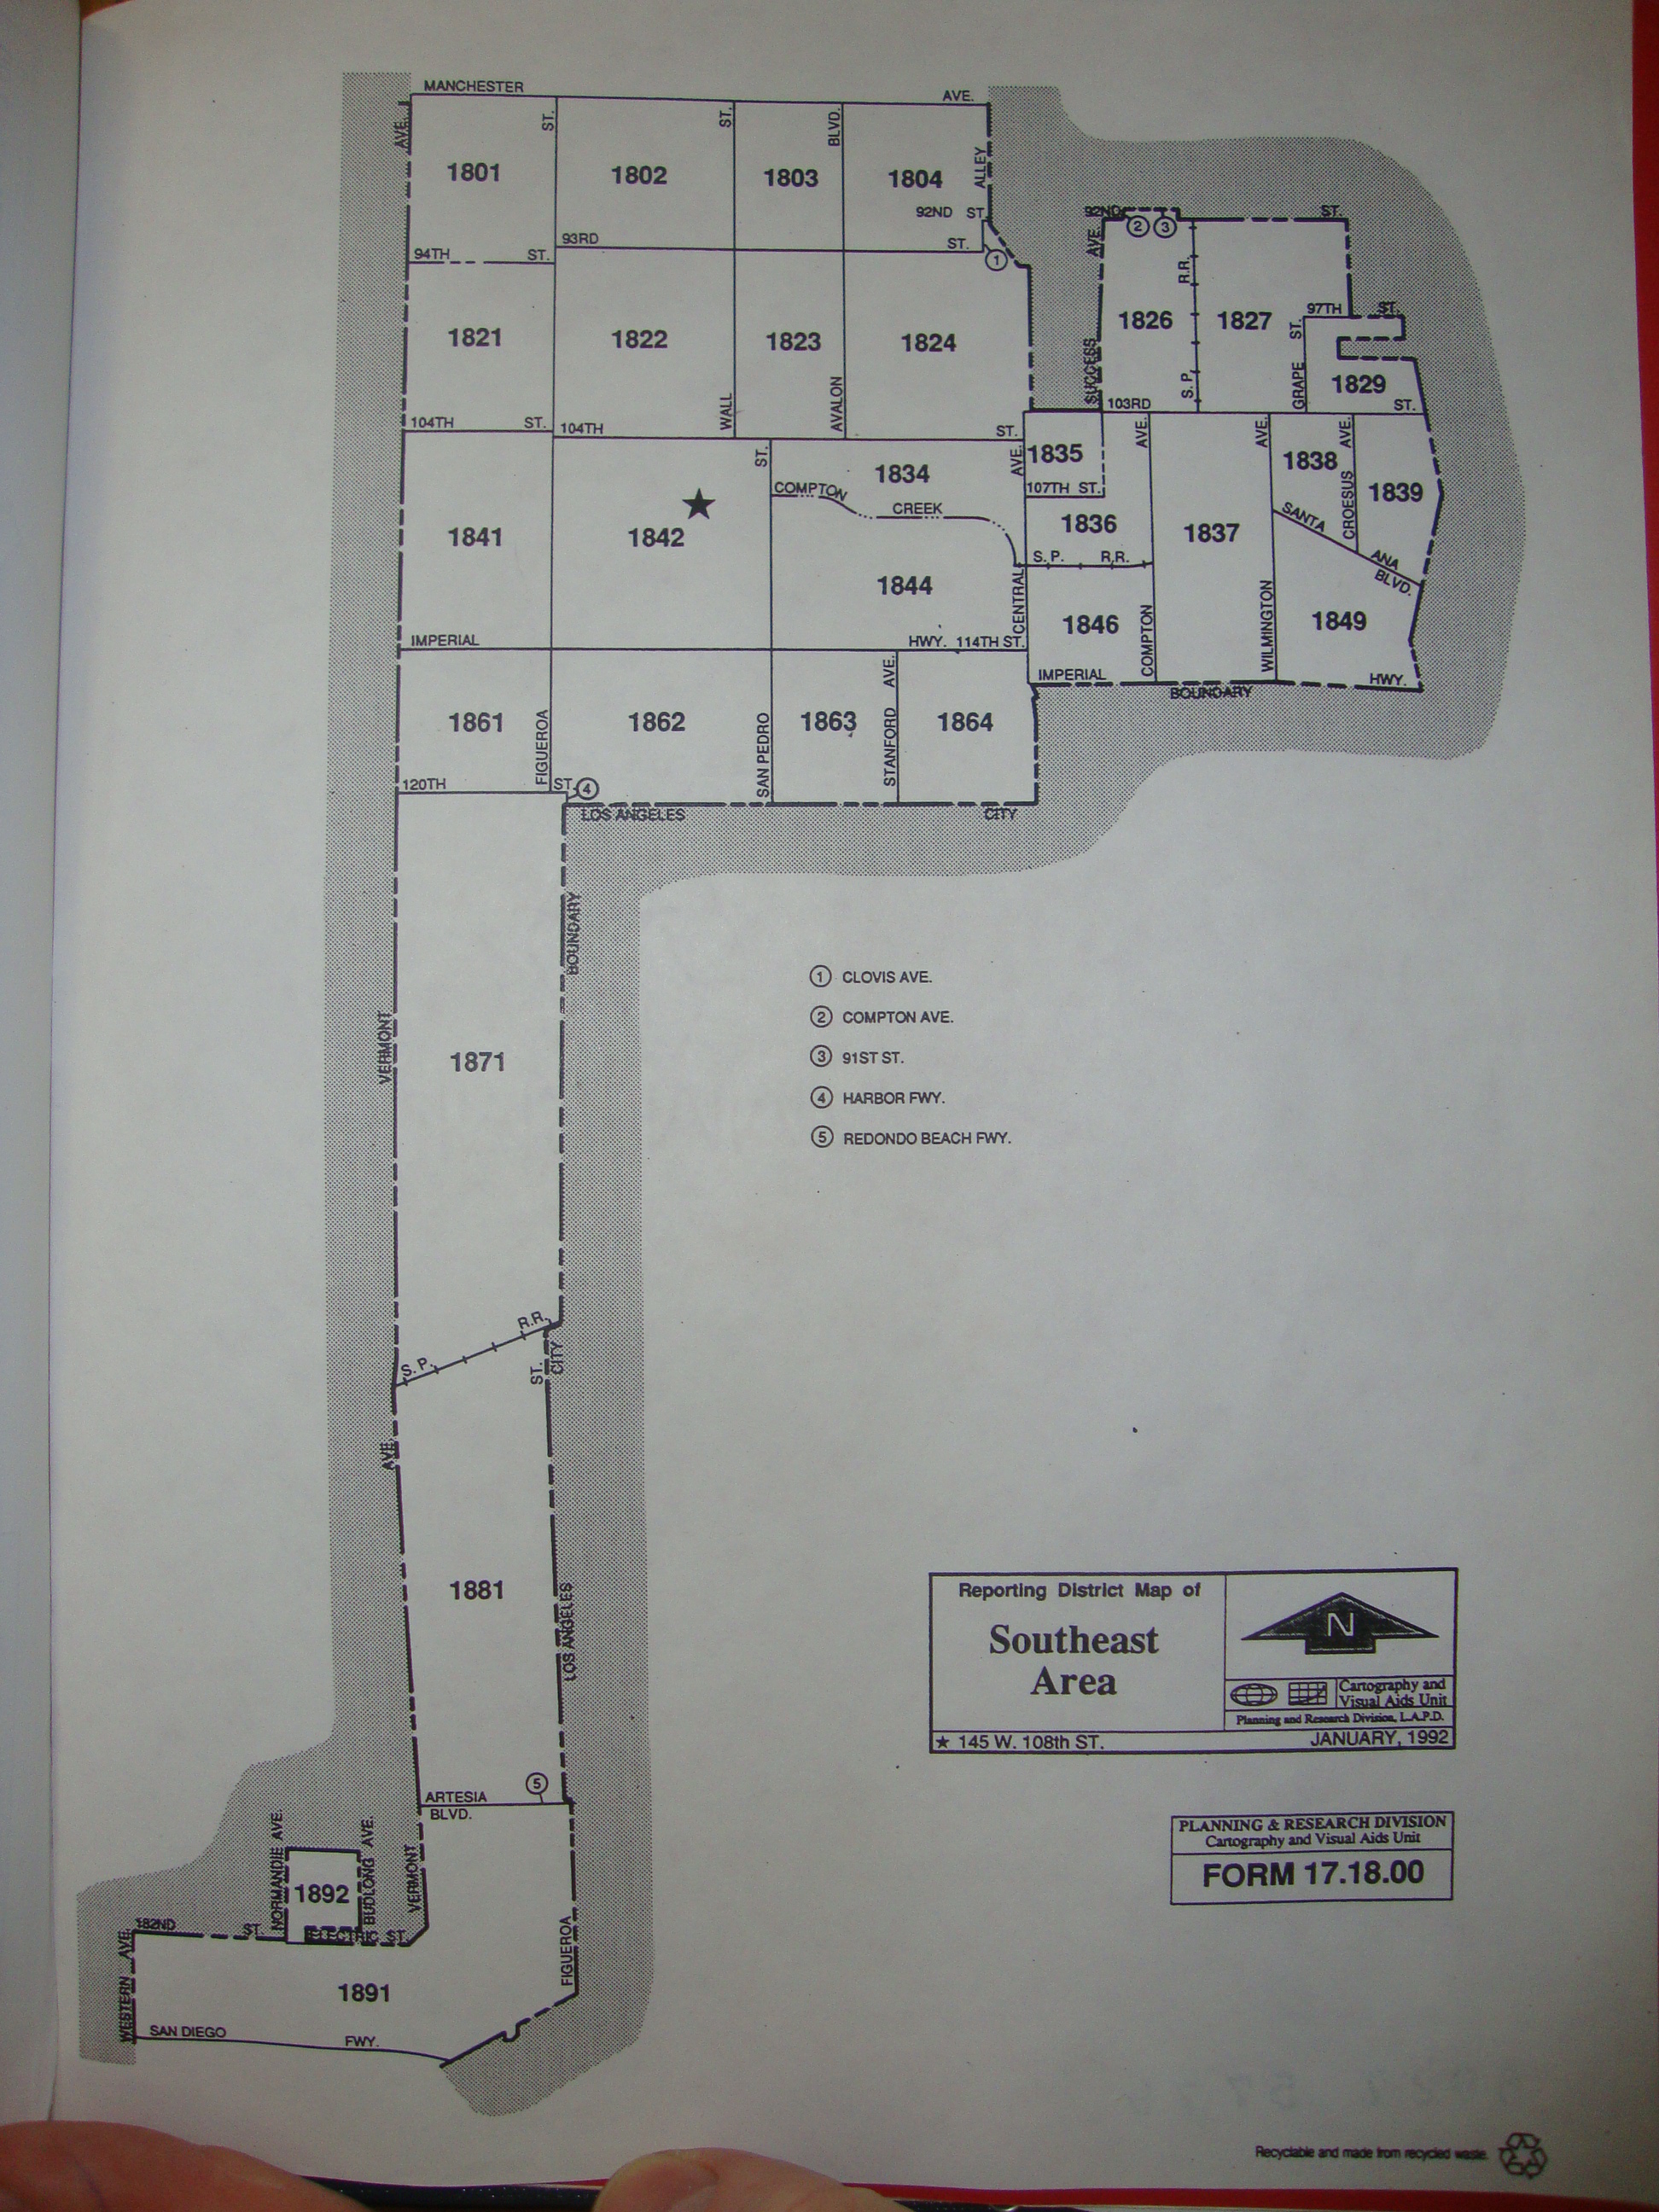 MANCHESTER AVE.
AVE.
ST.
ST.
BLVD.
ALLEY
1801
1802
1803
1804
92ND ST.
92ND ST.
94TH ST.
93RD ST.
1
2
3
AVE.
R.R.
1821
1822
1823
1824
1826
1827
97TH ST.
ST.
1829
WALL
AVALON
SUCCESS
S.P.
GRAPE
104TH ST.
104TH ST.
103RD ST.
ST.
AVE.
AVE.
AVE.
AVE.
1834
1835
1838
1839
COMPTON
CREEK
107TH ST.
CROESUS
SANTA
ANA
BLVD.
1841
1842
1836
1837
S.P. R.R.
1844
CENTRAL
1846
COMPTON
WILMINGTON
1849
IMPERIAL HWY.
114TH ST.
IMPERIAL HWY.
BOUNDARY
AVE.
1861
FIGUEROA
1862
SAN PEDRO
1863
STANFORD
1864
120TH ST.
4
LOS ANGELES CITY
BOUNDARY
VERMONT
1871
1 CLOVIS AVE.
2 COMPTON AVE.
3 91ST ST.
4 HARBOR FWY.
5 REDONDO BEACH FWY.
S.P. R.R.
ST.
CITY
AVE.
1881
LOS ANGELES
Reporting District Map of
Southeast
Area
N
Cartography and
Visual Aids Unit
Planning and Research Division, L.A.P.D.
★ 145 W. 108th ST.
JANUARY, 1992
ARTESIA
BLVD.
5
PLANNING & RESEARCH DIVISION
Cartography and Visual Aids Unit
FORM 17.18.00
NORMANDIE AVE.
BUDLONG AVE.
VERMONT
1892
182ND ST.
ST.
WESTERN AVE.
FIGUEROA
1891
SAN DIEGO FWY.
Recyclable and made from recycled waste.